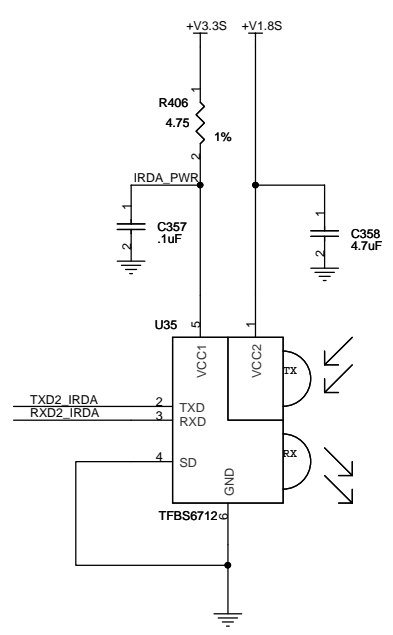 +V3.3S +V1.8S
1
R406
4.75
1%
2
IRDA_PWR
1
C357
.1uF
2
1
C358
4.7uF
2
U35
5
1
VCC1
VCC2
TX
TXD2_IRDA
2
TXD
RXD2_IRDA
3
RXD
RX
4
SD
GND
TFBS6712
6